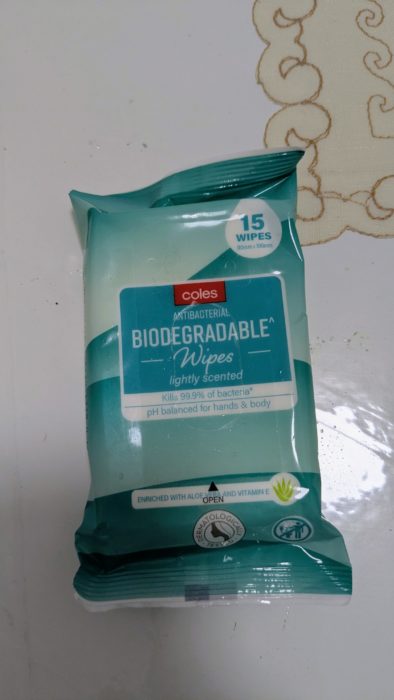 15
WIPES
coles
ANTIBACTERIAL
BIODEGRADABLE^
Wipes
lightly scented
Kills 99.9% of bacteria*
pH balanced for hands & body
ENRICHED WITH ALOE VERA AND VITAMIN E
OPEN
DERMATOLOGICALLY